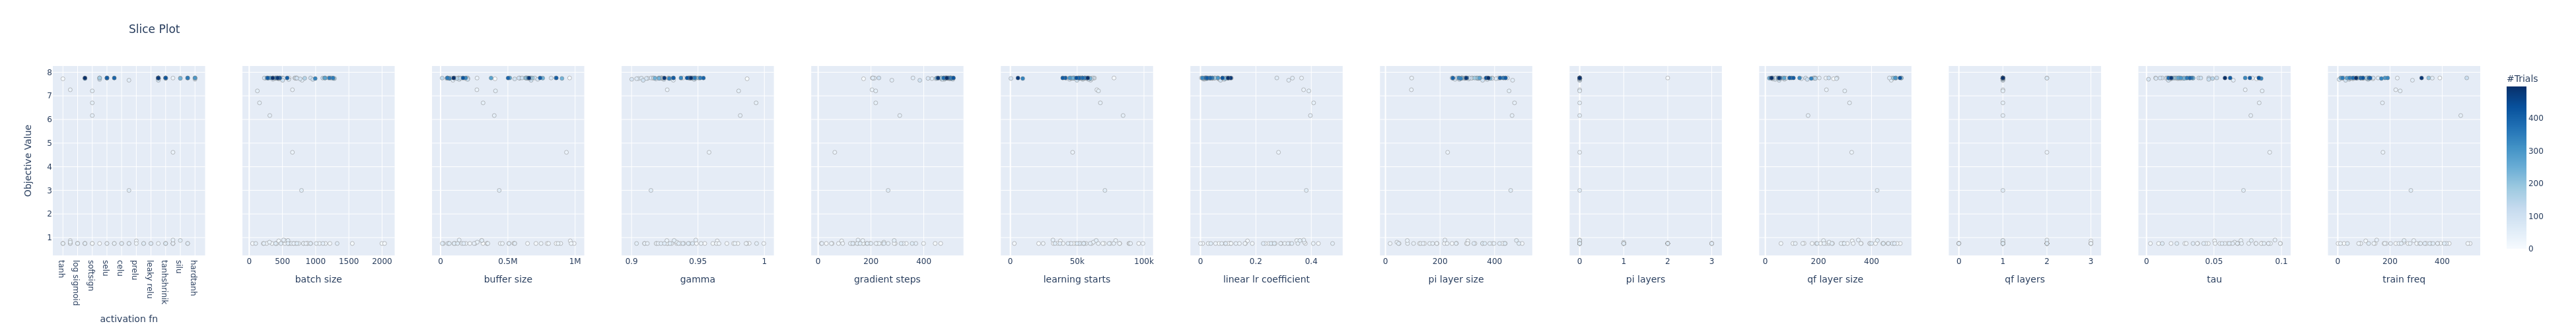 Slice Plot
Objective Value
8
7
6
5
4
3
2
1
tanh
log sigmoid
softsign
selu
celu
prelu
leaky relu
tanhshrinik
silu
hardtanh
activation fn
0 500 1000 1500 2000
batch size
0 0.5M 1M
buffer size
0.9 0.95 1
gamma
0 200 400
gradient steps
0 50k 100k
learning starts
0 0.2 0.4
linear lr coefficient
0 200 400
pi layer size
0 1 2 3
pi layers
0 200 400
qf layer size
0 1 2 3
qf layers
0 0.05 0.1
tau
0 200 400
train freq
#Trials
400
300
200
100
0